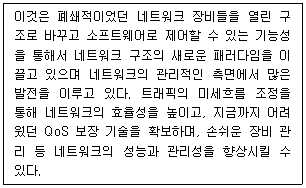 이것은 폐쇄적이었던 네트워크 장비들을 열린 구
조로 바꾸고 소프트웨어로 제어할 수 있는 기능성
을 통해서 네트워크 구조의 새로운 패러다임을 이
끌고 있으며 네트워크의 관리적인 측면에서 많은
발전을 이루고 있다. 트래픽의 미세흐름 조정을
통해 네트워크의 효율성을 높이고, 지금까지 어려
웠던 QoS 보장 기술을 확보하며, 손쉬운 장비 관
리 등 네트워크의 성능과 관리성을 향상시킬 수
있다.